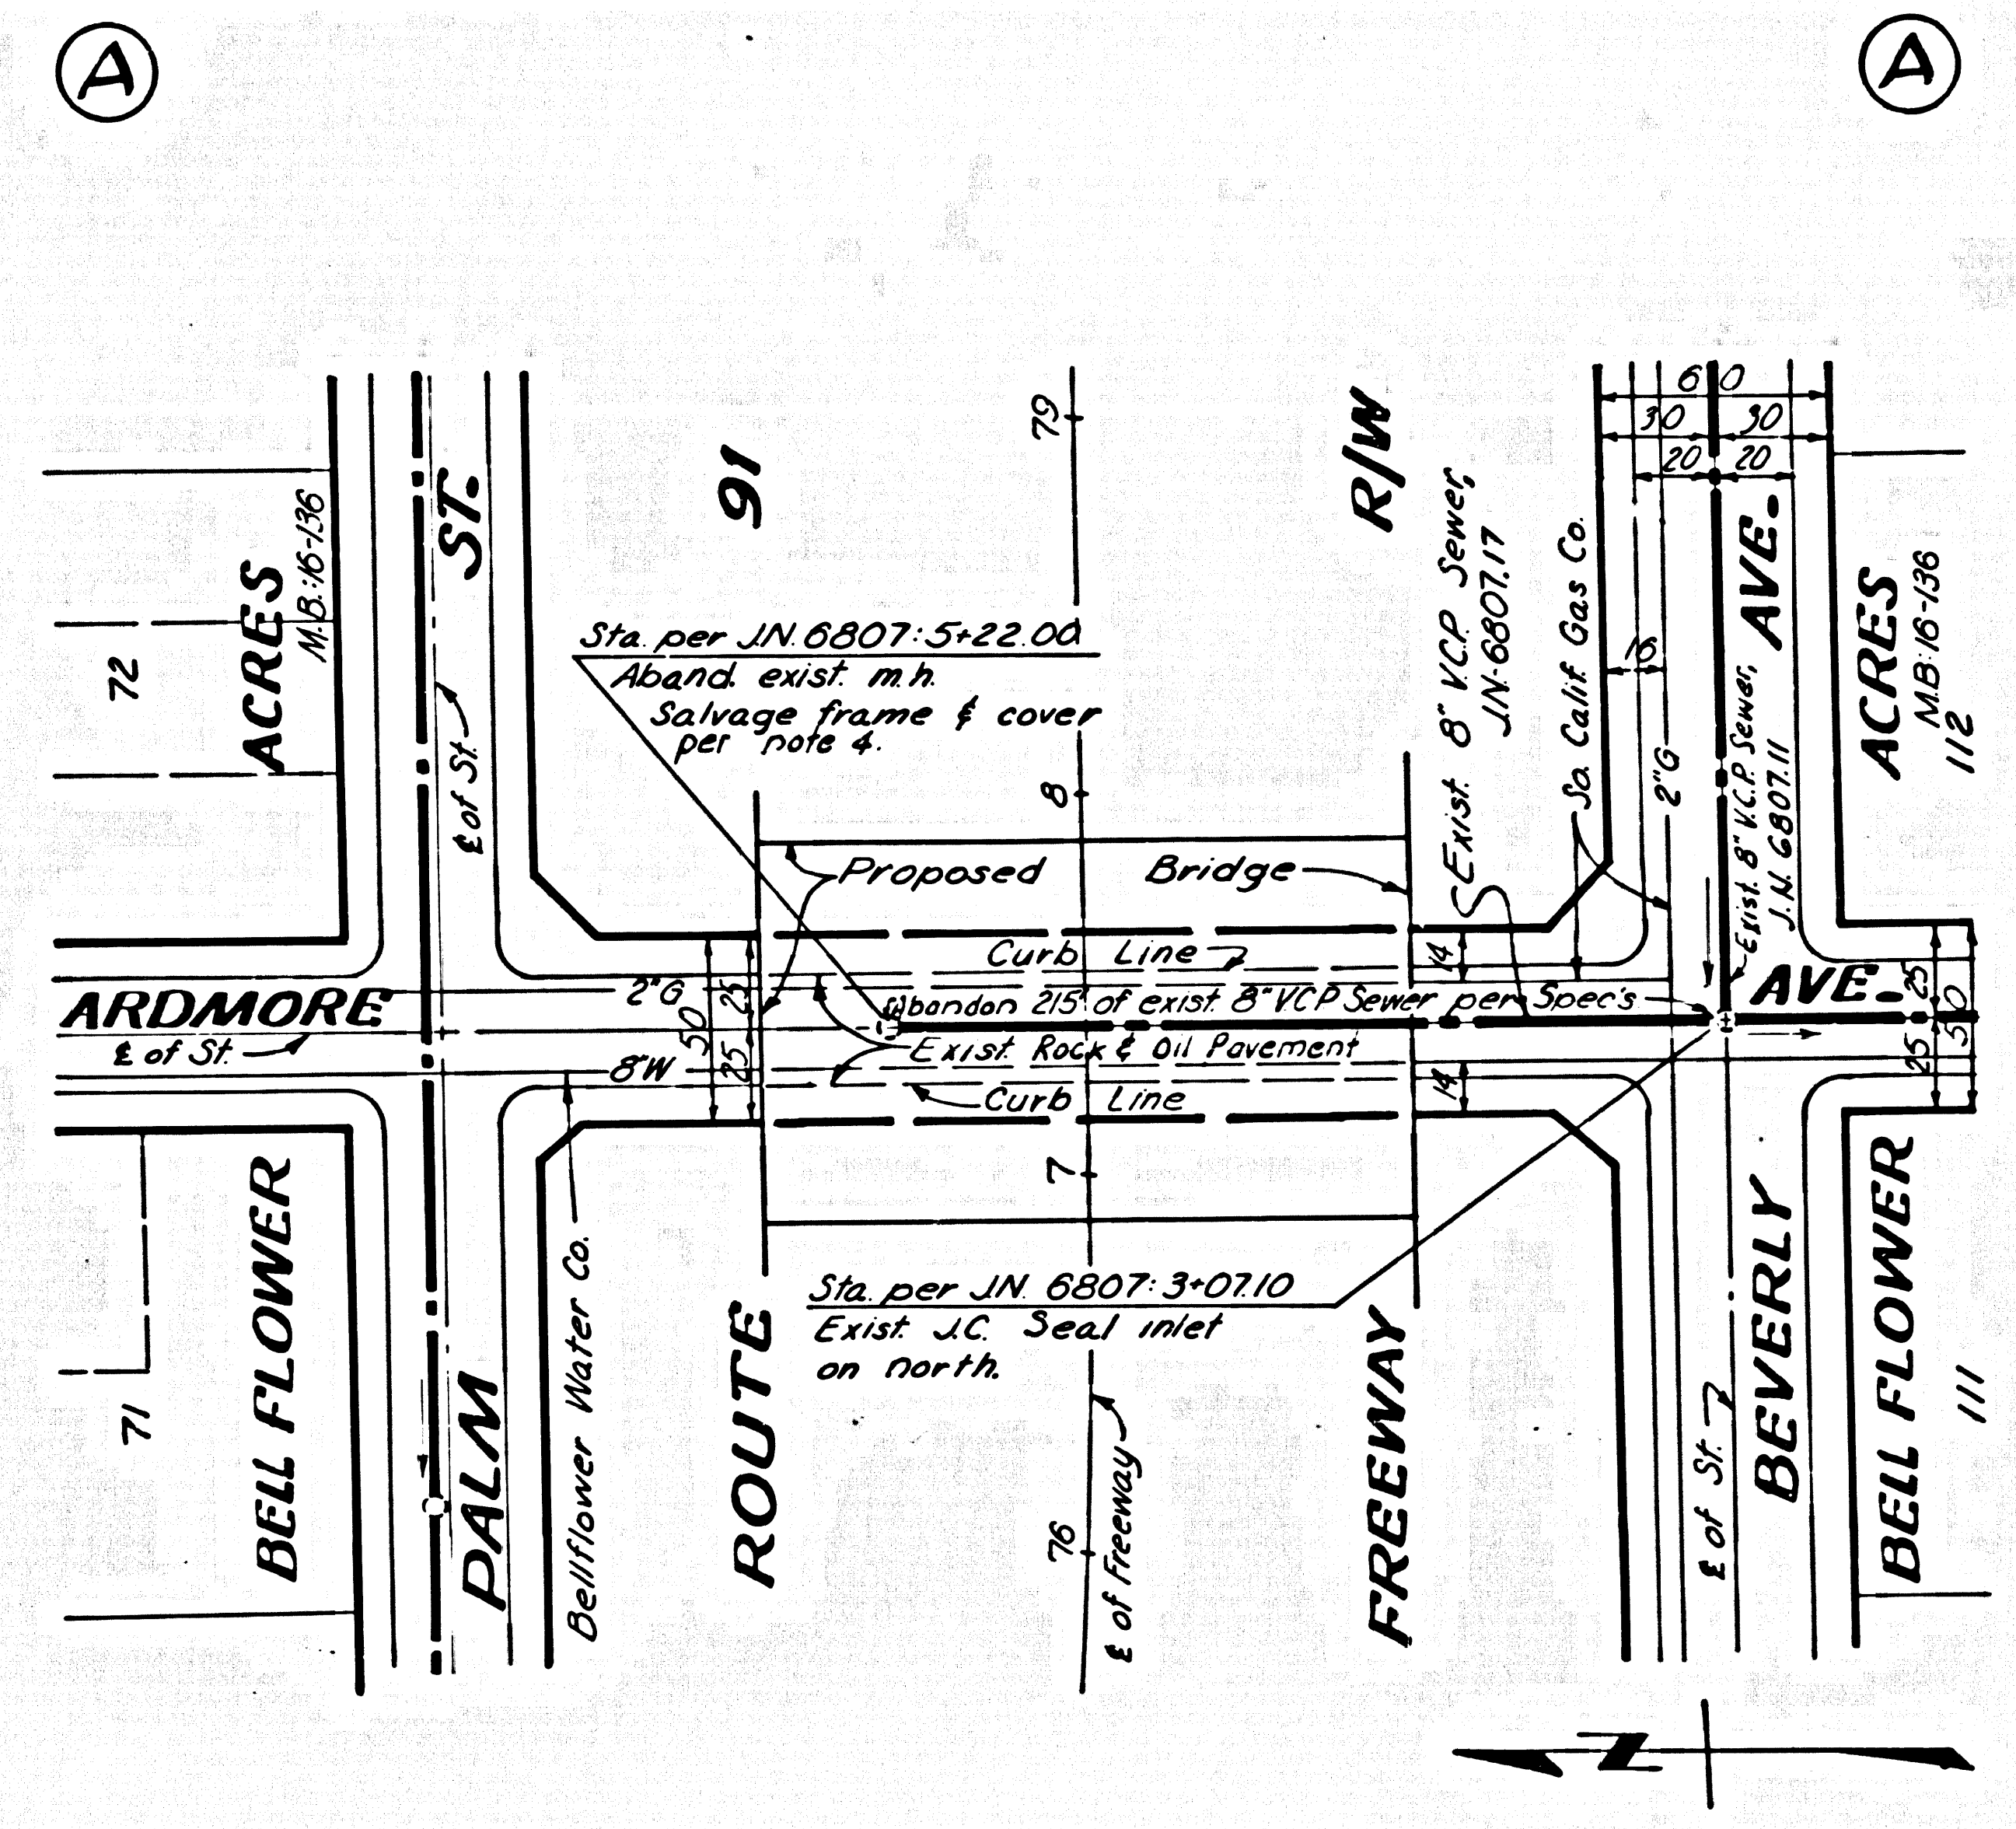 A
A
60
30 30
20 20
16
ACRES
M.B.:16-136
72
ST.
℄ of St.
91
79
R/W
Exist. 8" V.C.P. Sewer,
J.N.-6807.17
So. Calif. Gas Co.
2"G
AVE.
Exist. 8" V.C.P. Sewer,
J.N. 6807.11
ACRES
M.B.:16-136
112
Sta. per J.N. 6807: 5+22.00
Aband. exist. m.h.
Salvage frame & cover
per note 4.
8
Proposed Bridge
Curb Line
14
2"G
25
50
25
Abandon 215' of exist. 8" V.C.P. Sewer per Spec's
ARDMORE
AVE.
25
50
25
℄ of St.
Exist. Rock & Oil Pavement
8"W
Curb Line
14
7
BELL FLOWER
71
PALM
Bellflower Water Co.
ROUTE
Sta. per J.N. 6807: 3+07.10
Exist. J.C. Seal inlet
on north.
76
℄ of Freeway
FREEWAY
℄ of St.
BEVERLY
BELL FLOWER
111
N